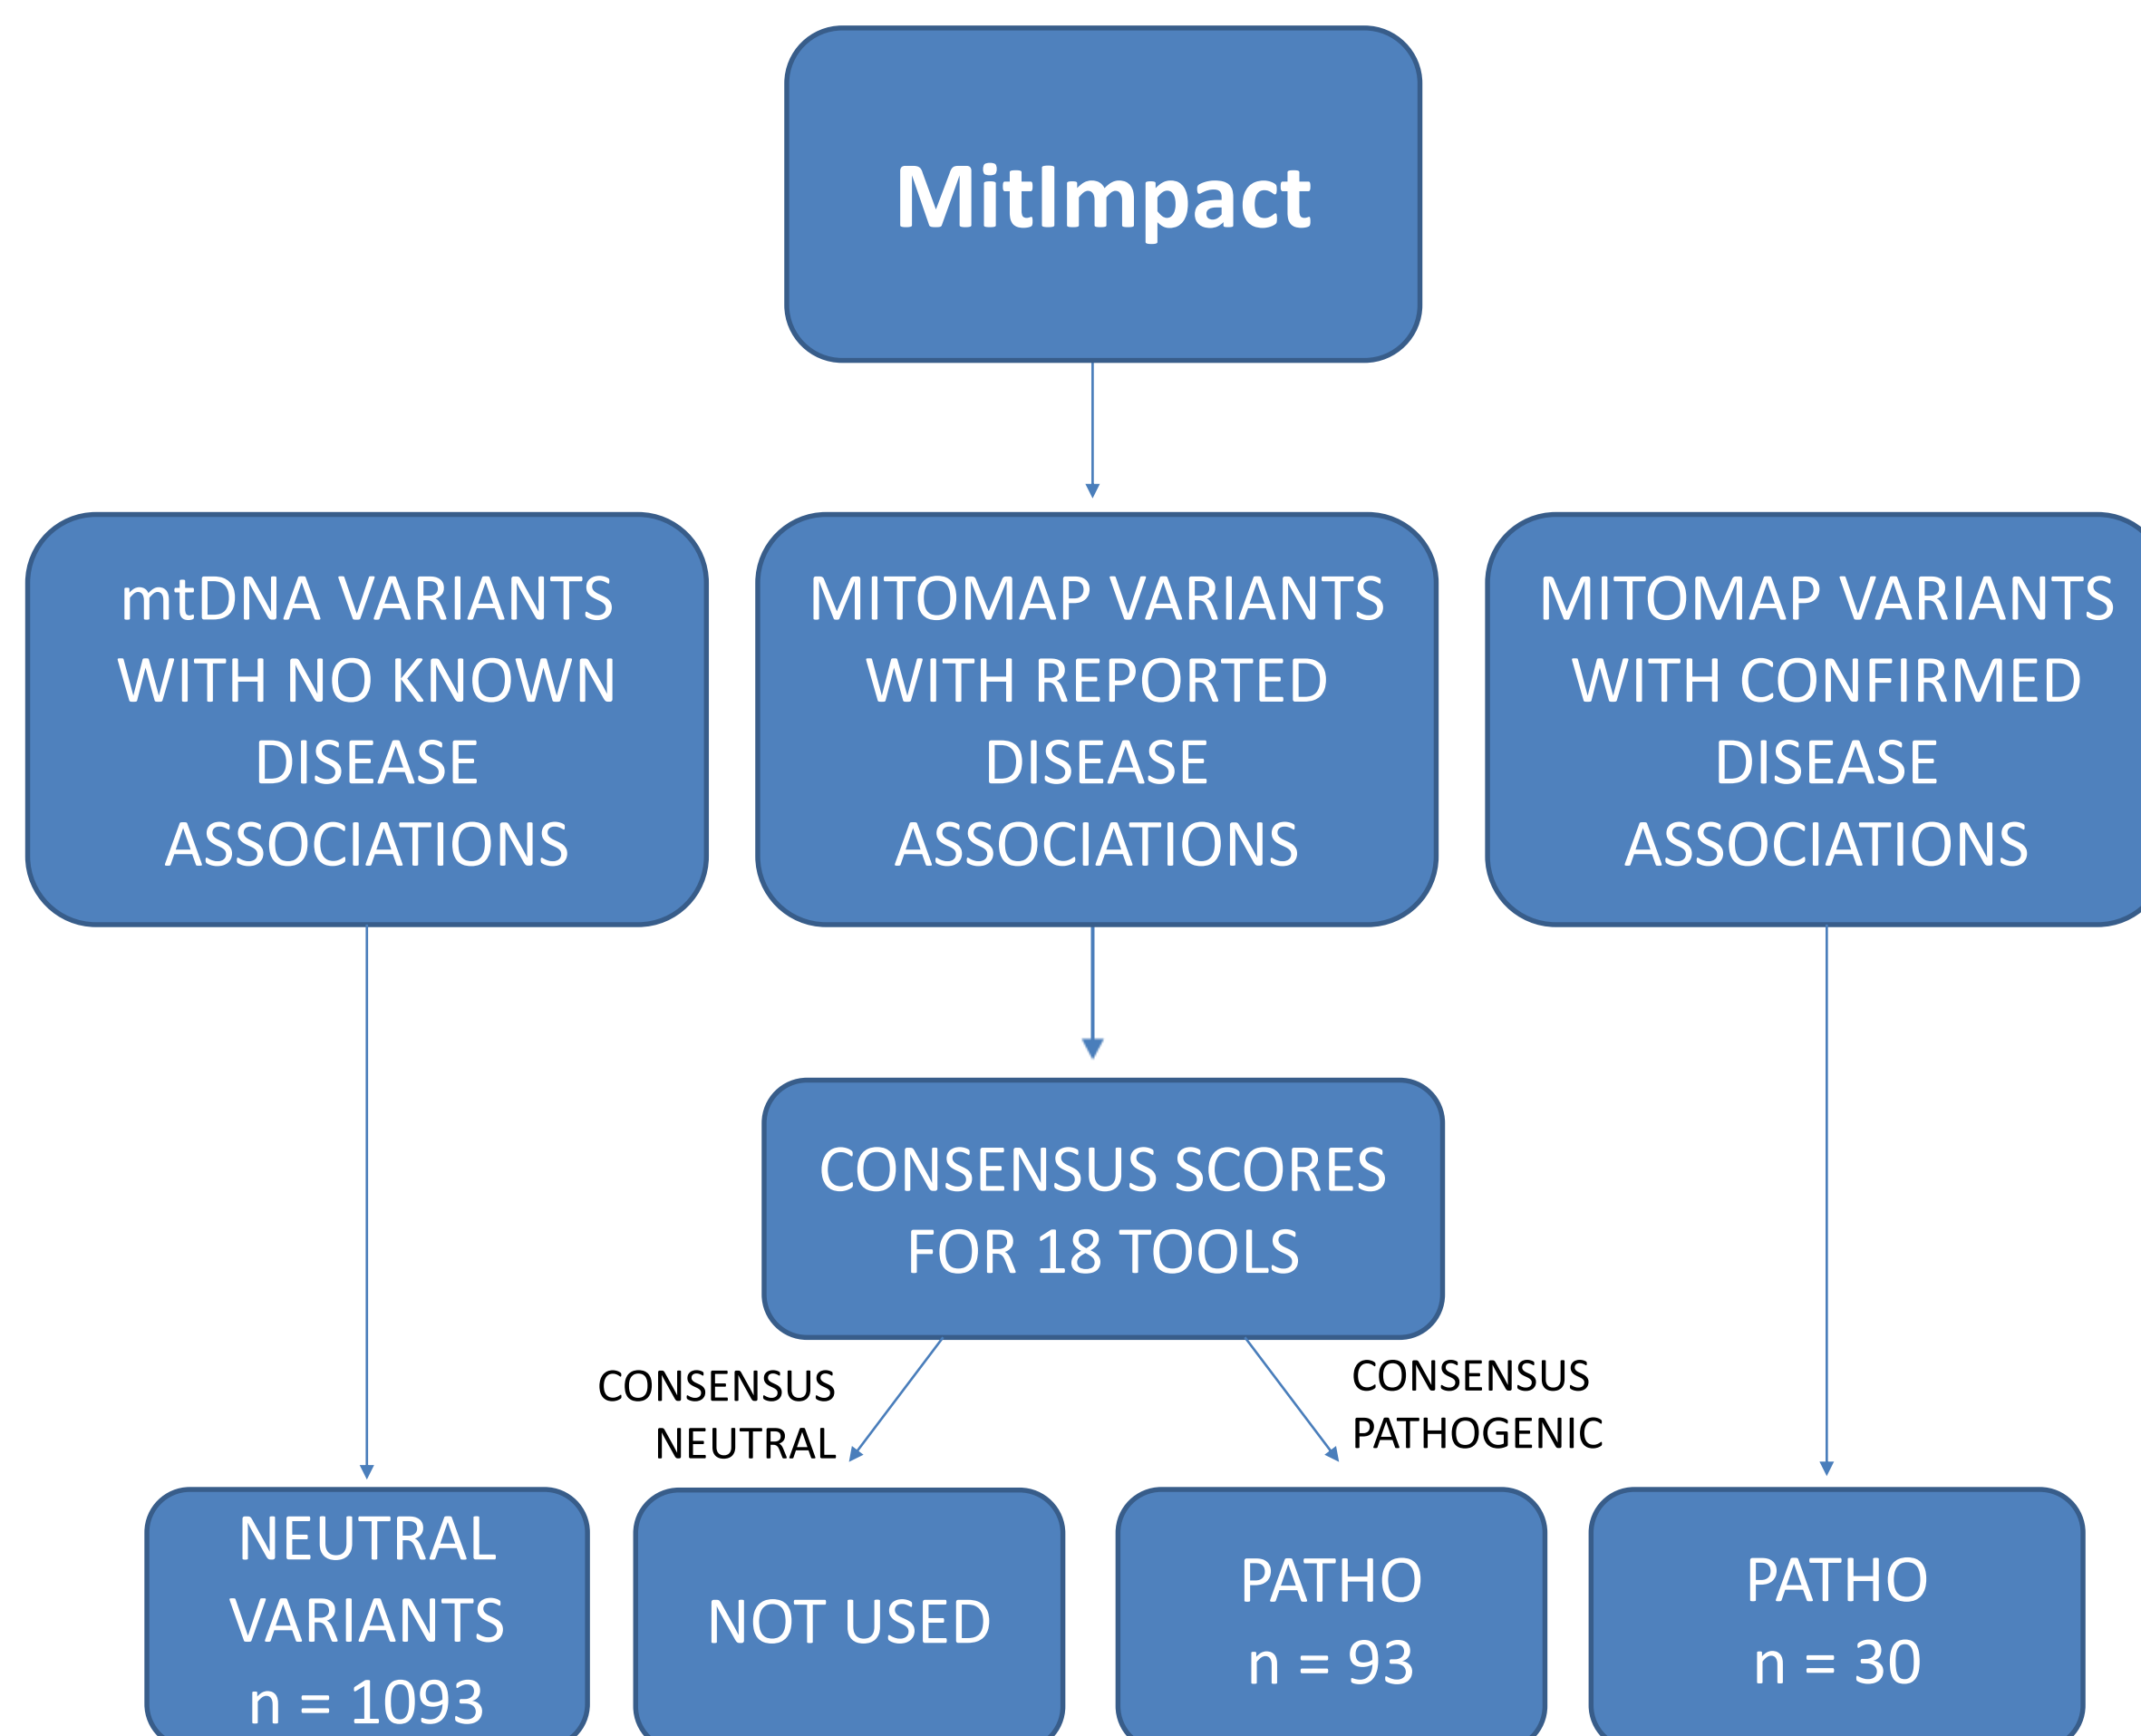 MitImpact
mtDNA VARIANTS
WITH NO KNOWN
DISEASE
ASSOCIATIONS
MITOMAP VARIANTS
WITH REPORTED
DISEASE
ASSOCIATIONS
MITOMAP VARIANTS
WITH CONFIRMED
DISEASE
ASSOCIATIONS
CONSENSUS SCORES
FOR 18 TOOLS
CONSENSUS
NEUTRAL
CONSENSUS
PATHOGENIC
NEUTRAL
VARIANTS
n = 1093
NOT USED
PATHO
n = 93
PATHO
n = 30